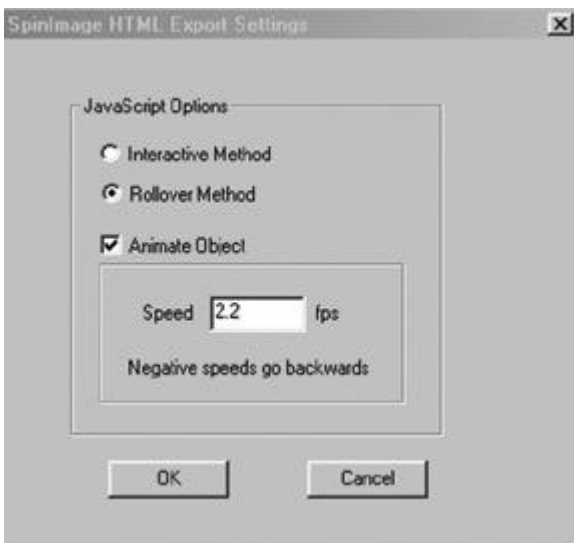 SpinImage HTML Export Settings
JavaScript Options
Interactive Method
Rollover Method
Animate Object
Speed 2.2 fps
Negative speeds go backwards
OK Cancel